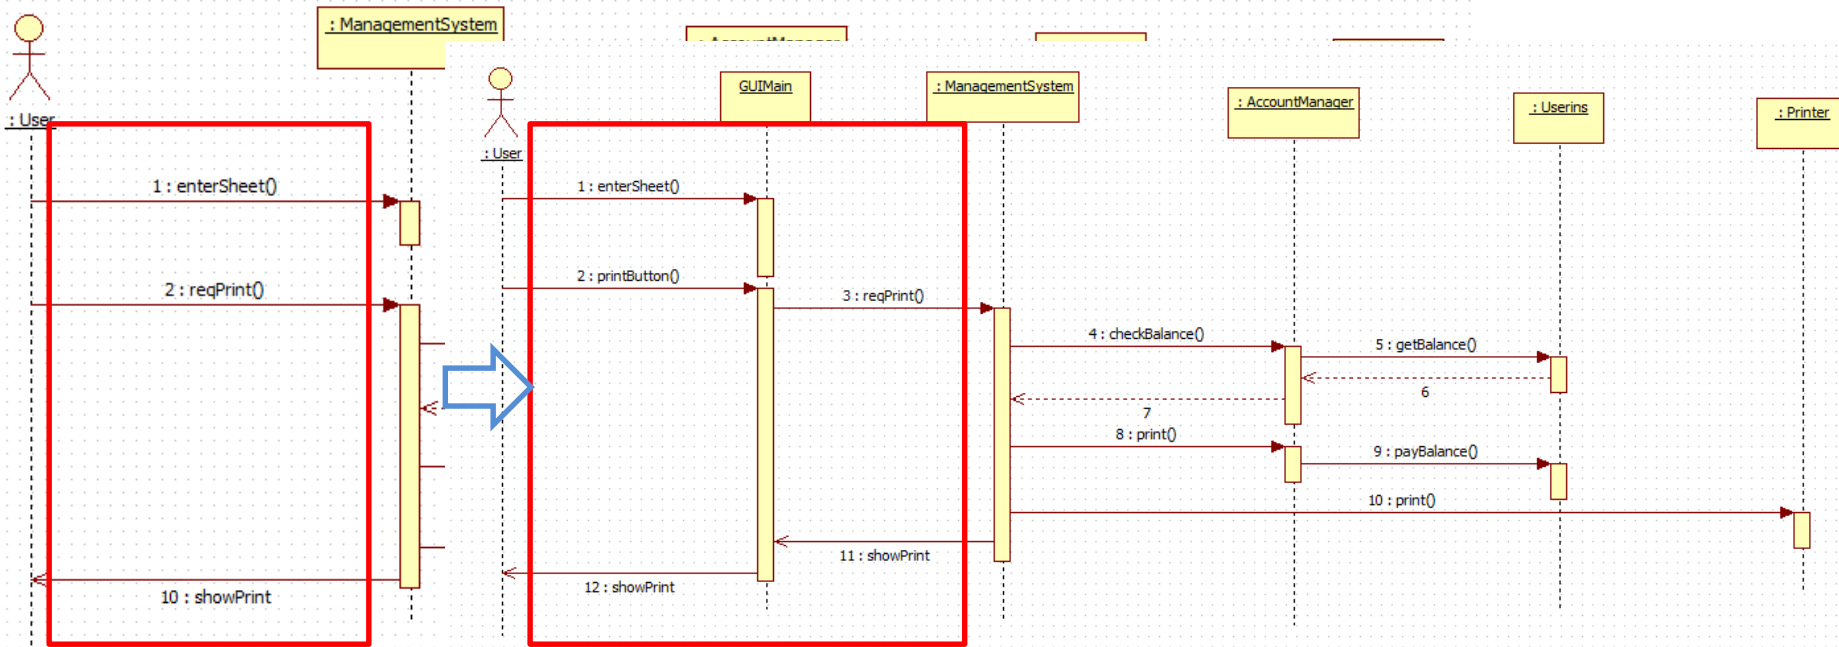 : ManagementSystem
: AccountManager
: User
1 : enterSheet()
2 : reqPrint()
10 : showPrint
GUIMain
: ManagementSystem
: AccountManager
: Userins
: Printer
: User
1 : enterSheet()
2 : printButton()
3 : reqPrint()
4 : checkBalance()
5 : getBalance()
6
7
8 : print()
9 : payBalance()
10 : print()
11 : showPrint
12 : showPrint